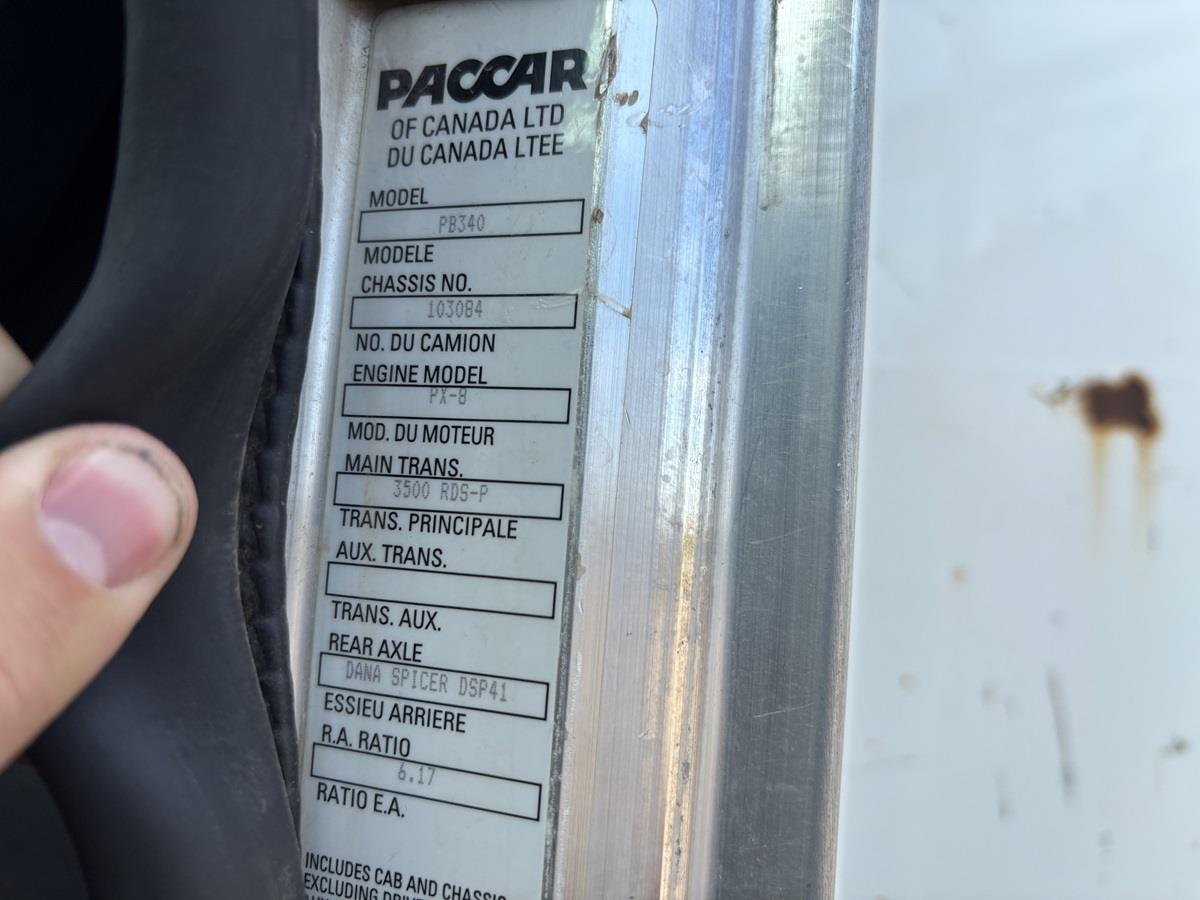 PACCAR
OF CANADA LTD
DU CANADA LTEE
MODEL
PB340
MODELE
CHASSIS NO.
103084
NO. DU CAMION
ENGINE MODEL
PX-8
MOD. DU MOTEUR
MAIN TRANS.
3500 RDS-P
TRANS. PRINCIPALE
AUX. TRANS.
TRANS. AUX.
REAR AXLE
DANA SPICER DSP41
ESSIEU ARRIERE
R.A. RATIO
6.17
RATIO E.A.
INCLUDES CAB AND CHASSIS
EXCLUDING